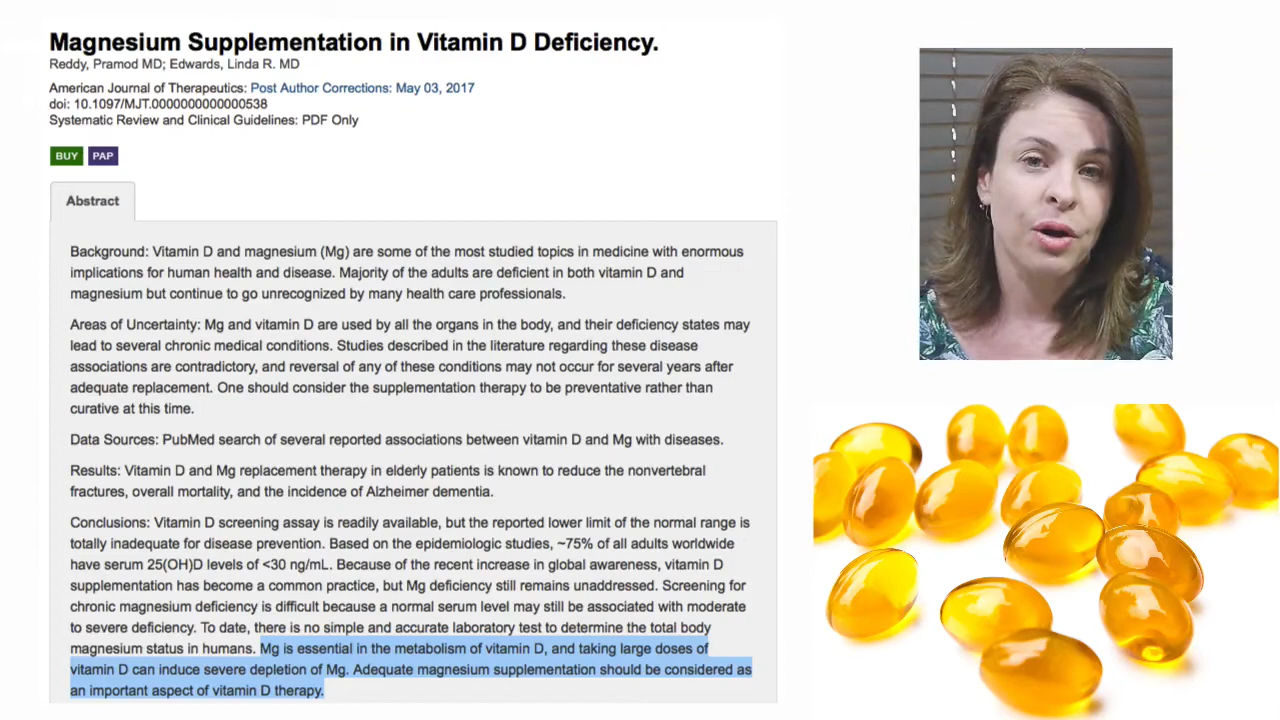 Magnesium Supplementation in Vitamin D Deficiency.
Reddy, Pramod MD; Edwards, Linda R. MD
American Journal of Therapeutics: Post Author Corrections: May 03, 2017
doi: 10.1097/MJT.0000000000000538
Systematic Review and Clinical Guidelines: PDF Only
BUY PAP
Abstract
Background: Vitamin D and magnesium (Mg) are some of the most studied topics in medicine with enormous
implications for human health and disease. Majority of the adults are deficient in both vitamin D and
magnesium but continue to go unrecognized by many health care professionals.
Areas of Uncertainty: Mg and vitamin D are used by all the organs in the body, and their deficiency states may
lead to several chronic medical conditions. Studies described in the literature regarding these disease
associations are contradictory, and reversal of any of these conditions may not occur for several years after
adequate replacement. One should consider the supplementation therapy to be preventative rather than
curative at this time.
Data Sources: PubMed search of several reported associations between vitamin D and Mg with diseases.
Results: Vitamin D and Mg replacement therapy in elderly patients is known to reduce the nonvertebral
fractures, overall mortality, and the incidence of Alzheimer dementia.
Conclusions: Vitamin D screening assay is readily available, but the reported lower limit of the normal range is
totally inadequate for disease prevention. Based on the epidemiologic studies, ~75% of all adults worldwide
have serum 25(OH)D levels of <30 ng/mL. Because of the recent increase in global awareness, vitamin D
supplementation has become a common practice, but Mg deficiency still remains unaddressed. Screening for
chronic magnesium deficiency is difficult because a normal serum level may still be associated with moderate
to severe deficiency. To date, there is no simple and accurate laboratory test to determine the total body
magnesium status in humans. Mg is essential in the metabolism of vitamin D, and taking large doses of
vitamin D can induce severe depletion of Mg. Adequate magnesium supplementation should be considered as
an important aspect of vitamin D therapy.